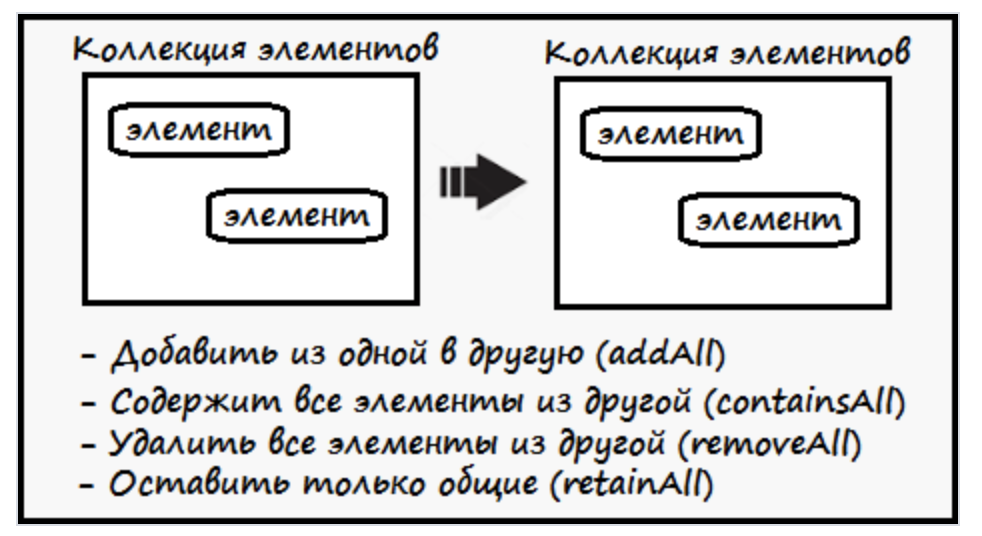 Коллекция элементов
Коллекция элементов
элемент
элемент
элемент
элемент
- Добавить из одной в другую (addAll)
- Содержит все элементы из другой (containsAll)
- Удалить все элементы из другой (removeAll)
- Оставить только общие (retainAll)